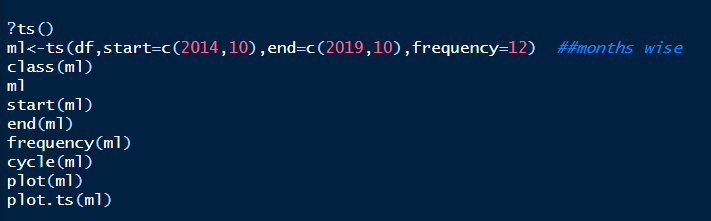 ?ts()
ml<-ts(df,start=c(2014,10),end=c(2019,10),frequency=12)  ##months wise
class(ml)
ml
start(ml)
end(ml)
frequency(ml)
cycle(ml)
plot(ml)
plot.ts(ml)